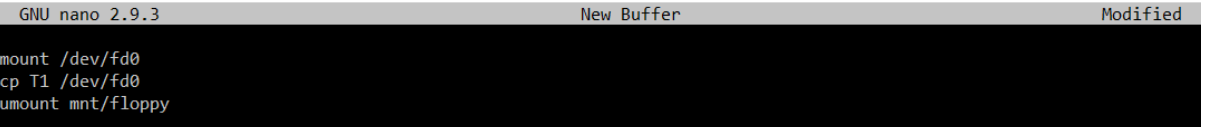 GNU nano 2.9.3 New Buffer Modified
mount /dev/fd0
cp T1 /dev/fd0
umount mnt/floppy